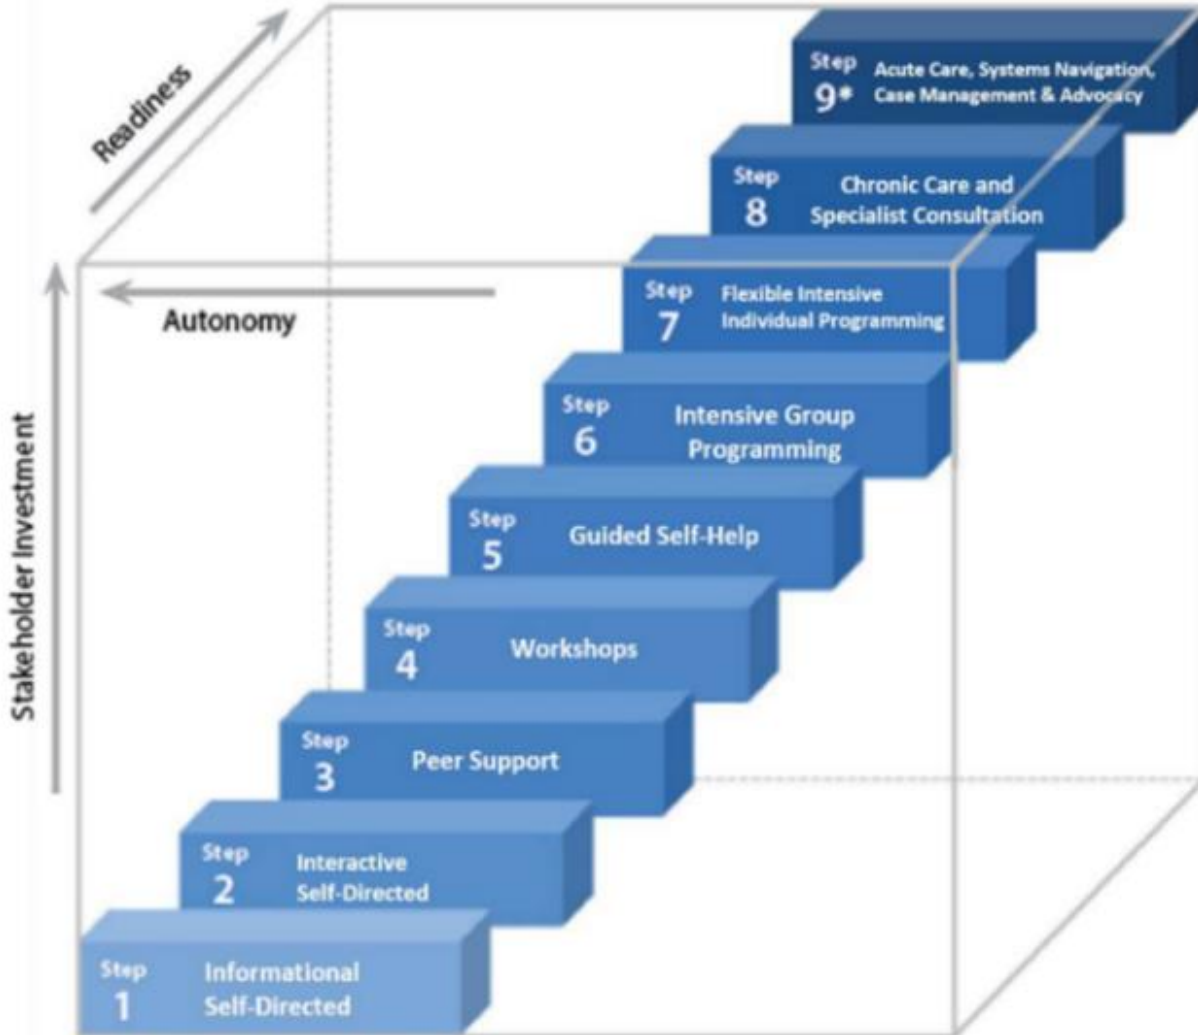 Readiness
Autonomy
Stakeholder Investment
Step
9*
Acute Care, Systems Navigation,
Case Management & Advocacy
Step
8
Chronic Care and
Specialist Consultation
Step
7
Flexible Intensive
Individual Programming
Step
6
Intensive Group
Programming
Step
5
Guided Self-Help
Step
4
Workshops
Step
3
Peer Support
Step
2
Interactive
Self-Directed
Step
1
Informational
Self-Directed